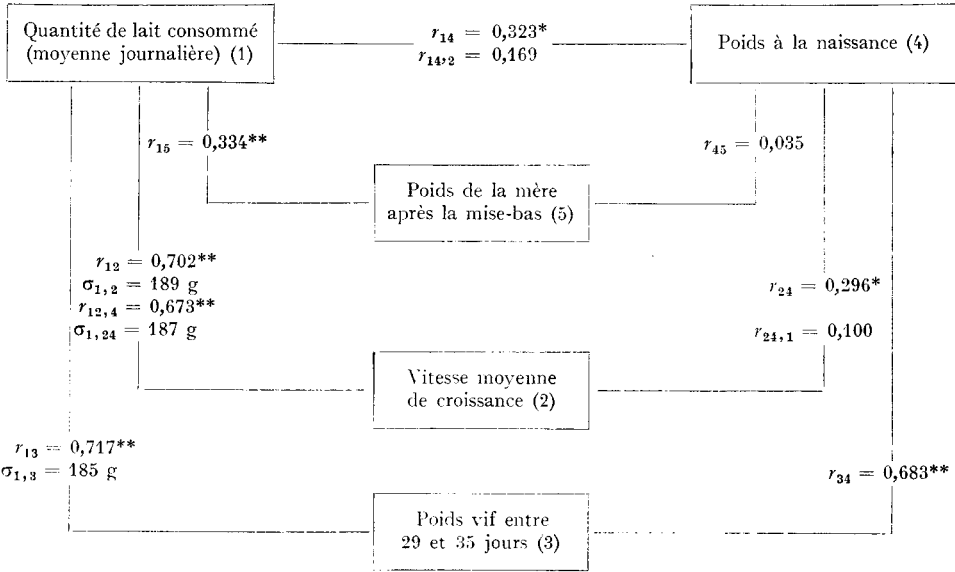 Quantité de lait consommé
(moyenne journalière) (1)
r₁₄ = 0,323*
r₁₄,₂ = 0,169
Poids à la naissance (4)
r₁₅ = 0,334**
r₄₅ = 0,035
Poids de la mère
après la mise-bas (5)
r₁₂ = 0,702**
σ₁,₂ = 189 g
r₁₂,₄ = 0,673**
σ₁,₂₄ = 187 g
r₂₄ = 0,296*
r₂₄,₁ = 0,100
Vitesse moyenne
de croissance (2)
r₁₃ = 0,717**
σ₁,₃ = 185 g
r₃₄ = 0,683**
Poids vif entre
29 et 35 jours (3)